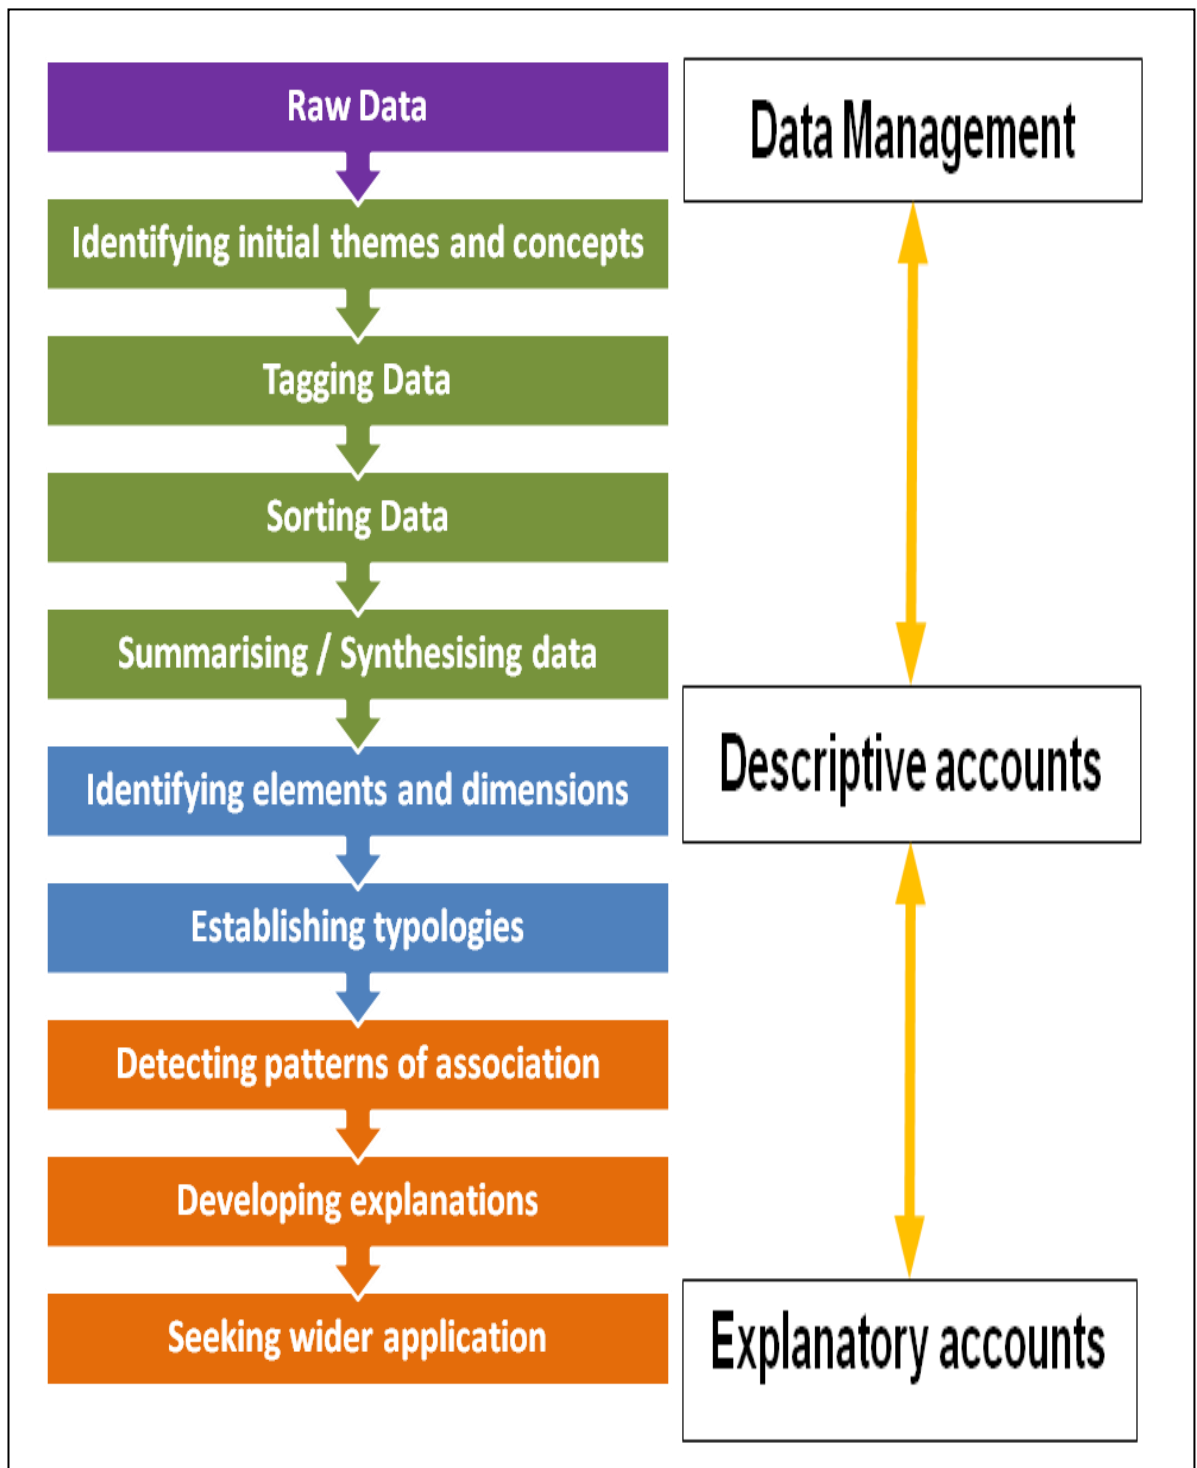 Raw Data
Identifying initial themes and concepts
Tagging Data
Sorting Data
Summarising / Synthesising data
Identifying elements and dimensions
Establishing typologies
Detecting patterns of association
Developing explanations
Seeking wider application
Data Management
Descriptive accounts
Explanatory accounts